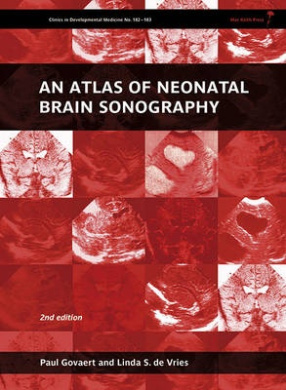 Clinics in Developmental Medicine No. 182–183
Mac Keith Press
AN ATLAS OF NEONATAL
BRAIN SONOGRAPHY
2nd edition
Paul Govaert and Linda S. de Vries